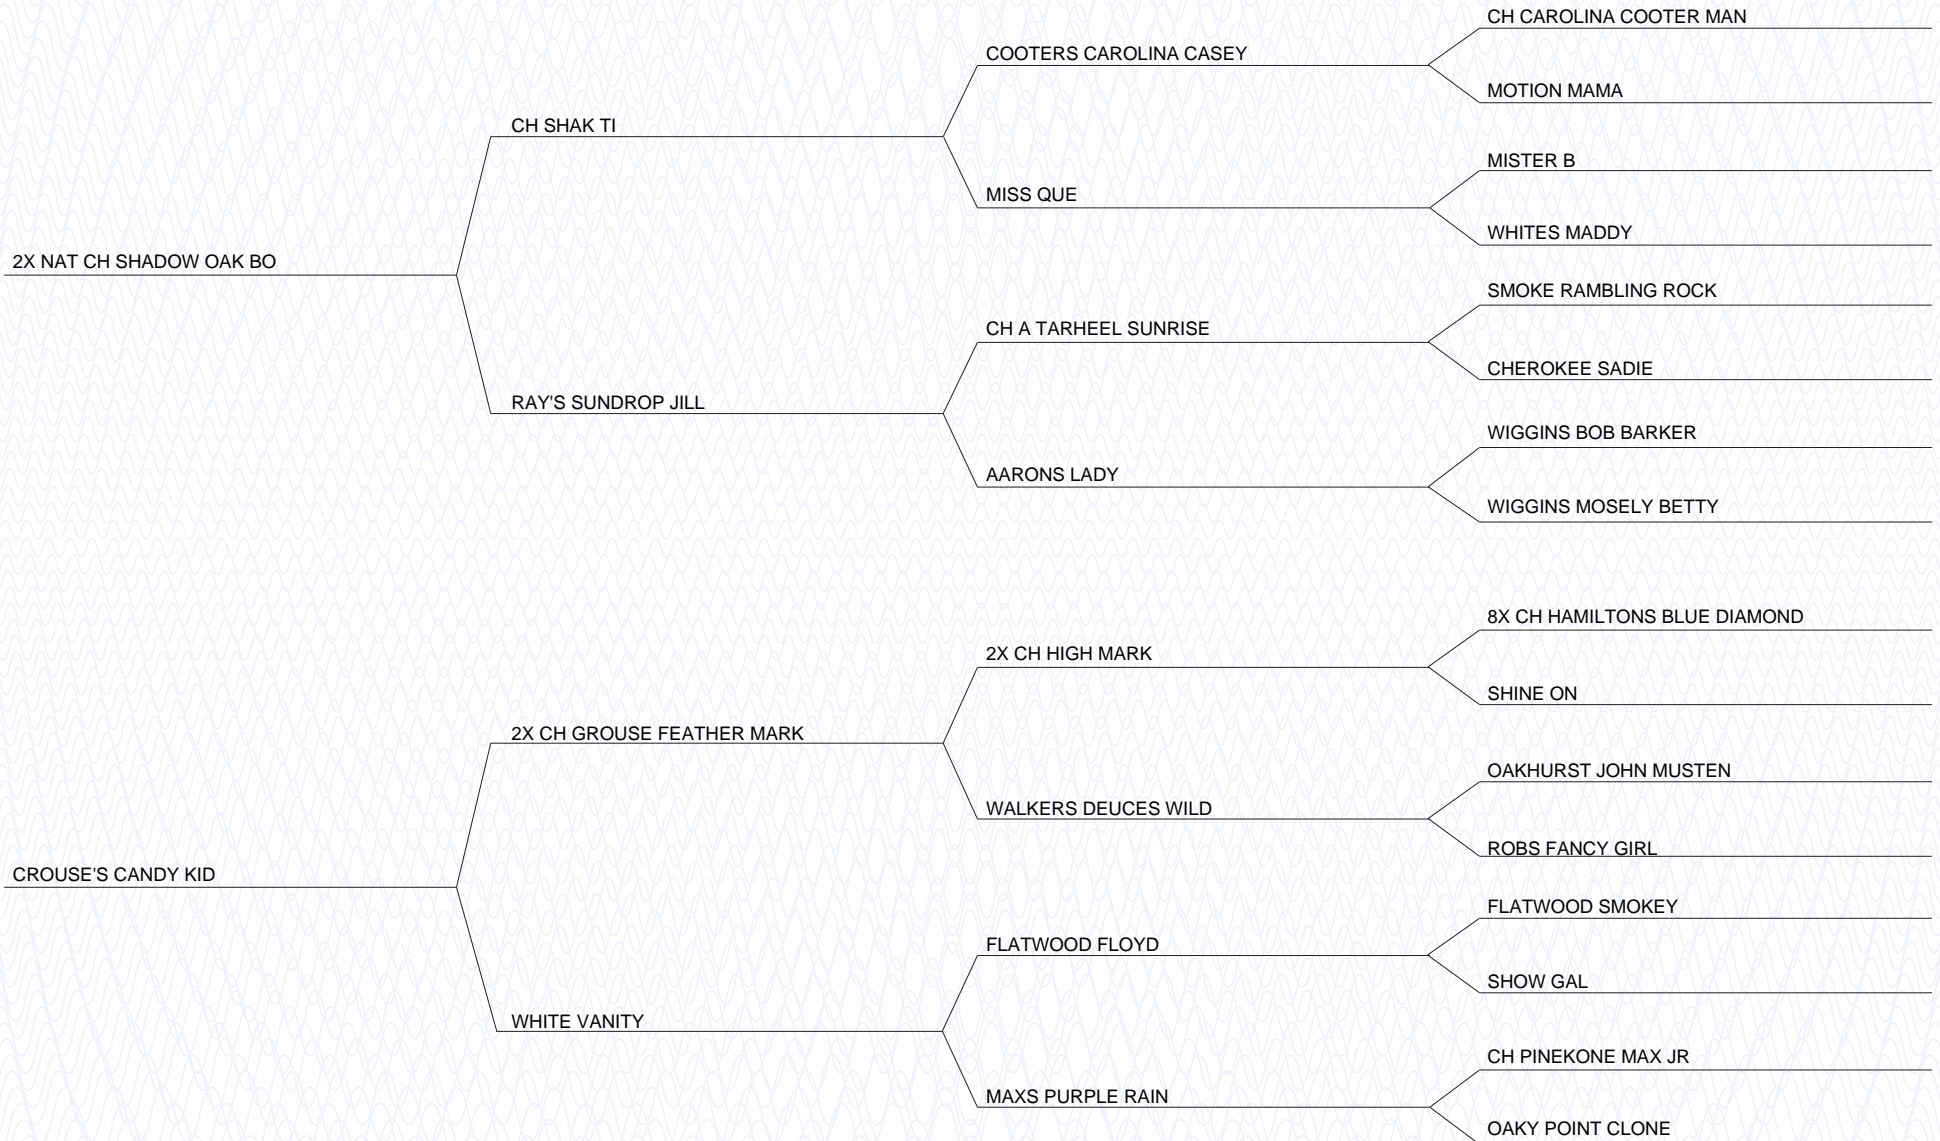 CH CAROLINA COOTER MAN
COOTERS CAROLINA CASEY
MOTION MAMA
CH SHAK TI
MISTER B
MISS QUE
WHITES MADDY
2X NAT CH SHADOW OAK BO
SMOKE RAMBLING ROCK
CH A TARHEEL SUNRISE
CHEROKEE SADIE
RAY'S SUNDROP JILL
WIGGINS BOB BARKER
AARONS LADY
WIGGINS MOSELY BETTY
8X CH HAMILTONS BLUE DIAMOND
2X CH HIGH MARK
SHINE ON
2X CH GROUSE FEATHER MARK
OAKHURST JOHN MUSTEN
WALKERS DEUCES WILD
ROBS FANCY GIRL
CROUSE'S CANDY KID
FLATWOOD SMOKEY
FLATWOOD FLOYD
SHOW GAL
WHITE VANITY
CH PINEKONE MAX JR
MAXS PURPLE RAIN
OAKY POINT CLONE